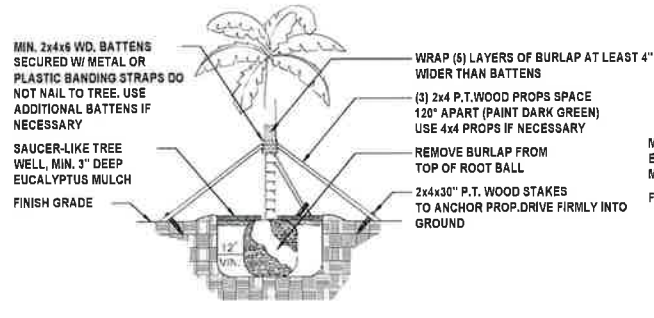 MIN. 2x4x6 WD. BATTENS
SECURED W/ METAL OR
PLASTIC BANDING STRAPS DO
NOT NAIL TO TREE. USE
ADDITIONAL BATTENS IF
NECESSARY
SAUCER-LIKE TREE
WELL, MIN. 3" DEEP
EUCALYPTUS MULCH
FINISH GRADE
12"
MIN.
WRAP (5) LAYERS OF BURLAP AT LEAST 4"
WIDER THAN BATTENS
(3) 2x4 P.T.WOOD PROPS SPACE
120° APART (PAINT DARK GREEN)
USE 4x4 PROPS IF NECESSARY
REMOVE BURLAP FROM
TOP OF ROOT BALL
2x4x30" P.T. WOOD STAKES
TO ANCHOR PROP.DRIVE FIRMLY INTO
GROUND